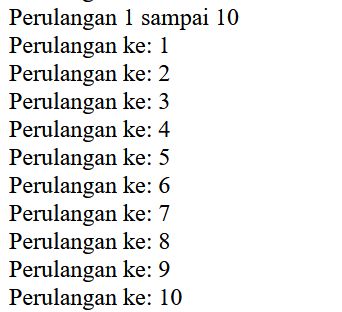 Perulangan 1 sampai 10
Perulangan ke: 1
Perulangan ke: 2
Perulangan ke: 3
Perulangan ke: 4
Perulangan ke: 5
Perulangan ke: 6
Perulangan ke: 7
Perulangan ke: 8
Perulangan ke: 9
Perulangan ke: 10